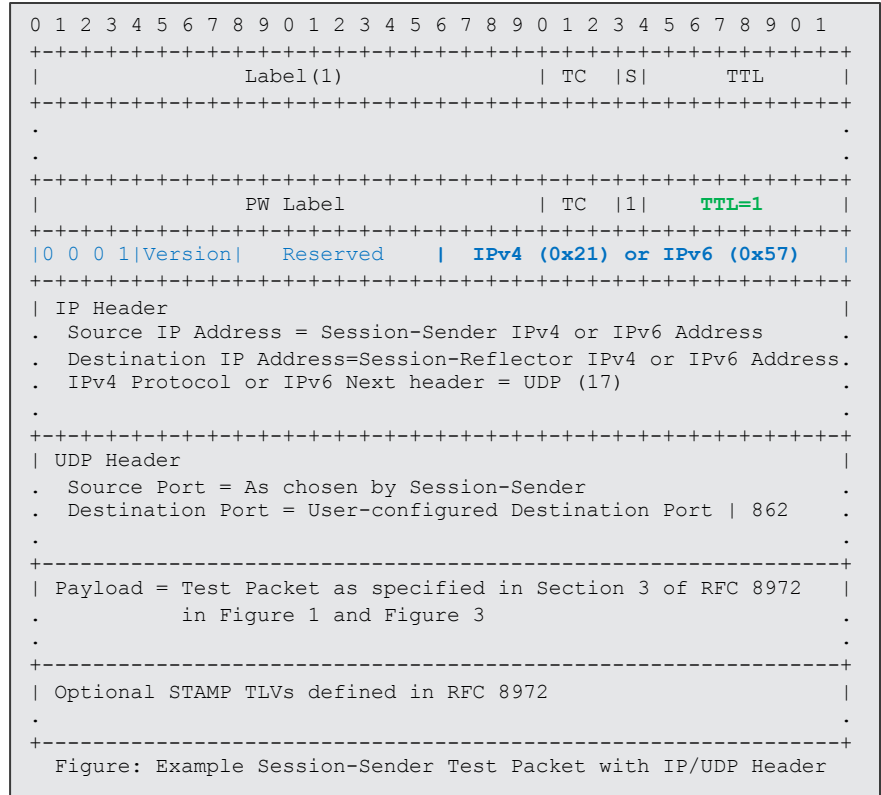 0 1 2 3 4 5 6 7 8 9 0 1 2 3 4 5 6 7 8 9 0 1 2 3 4 5 6 7 8 9 0 1
+-+-+-+-+-+-+-+-+-+-+-+-+-+-+-+-+-+-+-+-+-+-+-+-+-+-+-+-+-+-+-+-+
|                Label(1)               | TC  |S|      TTL      |
+-+-+-+-+-+-+-+-+-+-+-+-+-+-+-+-+-+-+-+-+-+-+-+-+-+-+-+-+-+-+-+-+
.                                                               .
.                                                               .
+-+-+-+-+-+-+-+-+-+-+-+-+-+-+-+-+-+-+-+-+-+-+-+-+-+-+-+-+-+-+-+-+
|                PW Label               | TC  |1|    TTL=1      |
+-+-+-+-+-+-+-+-+-+-+-+-+-+-+-+-+-+-+-+-+-+-+-+-+-+-+-+-+-+-+-+-+
|0 0 0 1|Version|   Reserved    |  IPv4 (0x21) or IPv6 (0x57)   |
+-+-+-+-+-+-+-+-+-+-+-+-+-+-+-+-+-+-+-+-+-+-+-+-+-+-+-+-+-+-+-+-+
| IP Header                                                     |
.  Source IP Address = Session-Sender IPv4 or IPv6 Address      .
.  Destination IP Address=Session-Reflector IPv4 or IPv6 Address.
.  IPv4 Protocol or IPv6 Next header = UDP (17)                 .
.                                                               .
+-+-+-+-+-+-+-+-+-+-+-+-+-+-+-+-+-+-+-+-+-+-+-+-+-+-+-+-+-+-+-+-+
| UDP Header                                                    |
.  Source Port = As chosen by Session-Sender                    .
.  Destination Port = User-configured Destination Port | 862    .
.                                                               .
+---------------------------------------------------------------+
| Payload = Test Packet as specified in Section 3 of RFC 8972   |
.           in Figure 1 and Figure 3                            .
.                                                               .
+---------------------------------------------------------------+
| Optional STAMP TLVs defined in RFC 8972                       |
.                                                               .
+---------------------------------------------------------------+
Figure: Example Session-Sender Test Packet with IP/UDP Header